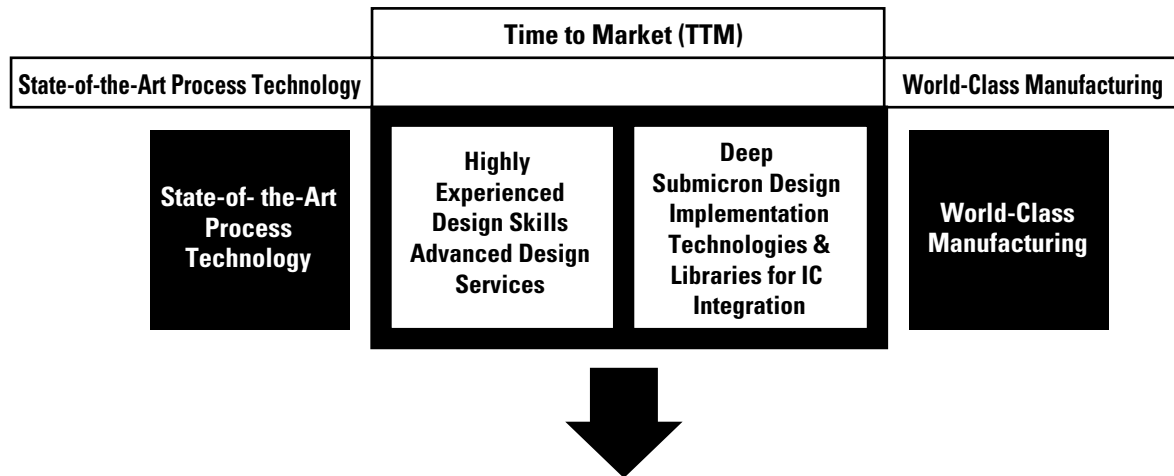 Time to Market (TTM)
State-of-the-Art Process Technology
World-Class Manufacturing
State-of- the-Art
Process
Technology
Highly
Experienced
Design Skills
Advanced Design
Services
Deep
Submicron Design
Implementation
Technologies &
Libraries for IC
Integration
World-Class
Manufacturing